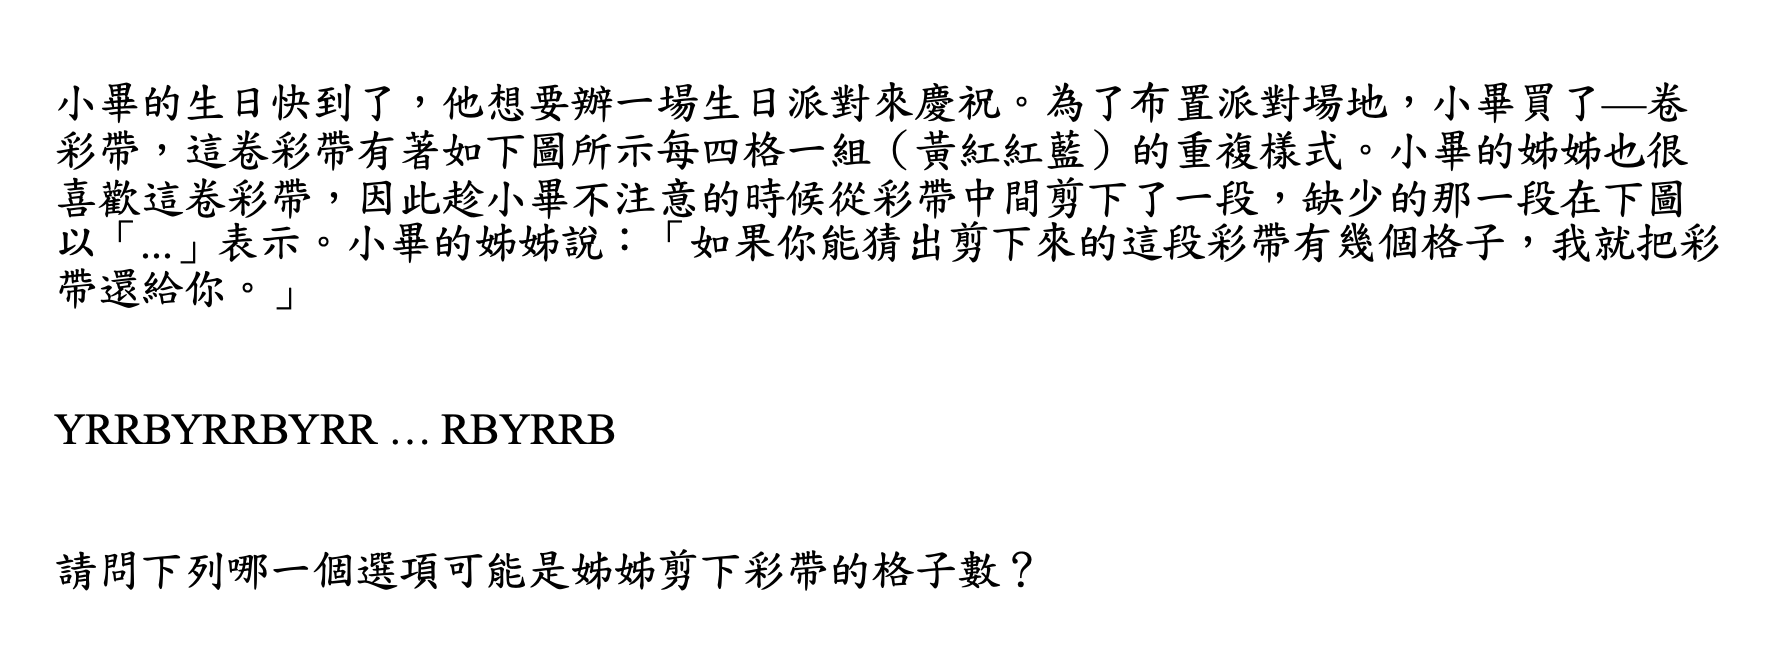 小畢的生日快到了，他想要辦一場生日派對來慶祝。為了布置派對場地，小畢買了—卷
彩帶，這卷彩帶有著如下圖所示每四格一組（黃紅紅藍）的重複樣式。小畢的姊姊也很
喜歡這卷彩帶，因此趁小畢不注意的時候從彩帶中間剪下了一段，缺少的那一段在下圖
以「...」表示。小畢的姊姊說：「如果你能猜出剪下來的這段彩帶有幾個格子，我就把彩
帶還給你。」
YRRBYRRBYRR … RBYRRB
請問下列哪一個選項可能是姊姊剪下彩帶的格子數？